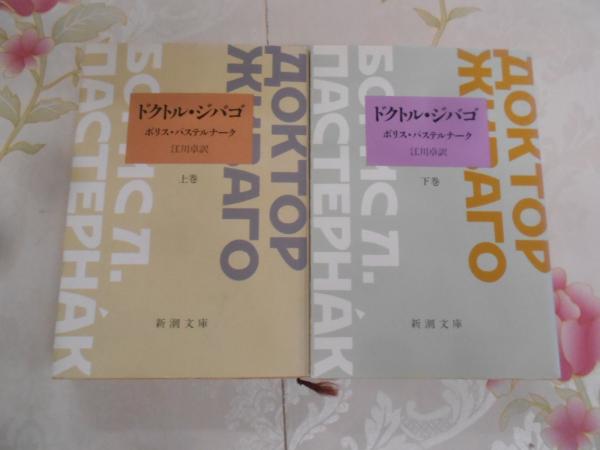 ДОКТОР
ЖИВАГО
БОРИС Л.
ПАСТЕРНАК
ドクトル・ジバゴ
ボリス・パステルナーク
江川卓訳
上巻
新潮文庫
ДОКТОР
ЖИВАГО
БОРИС Л.
ПАСТЕРНАК
ドクトル・ジバゴ
ボリス・パステルナーク
江川卓訳
下巻
新潮文庫